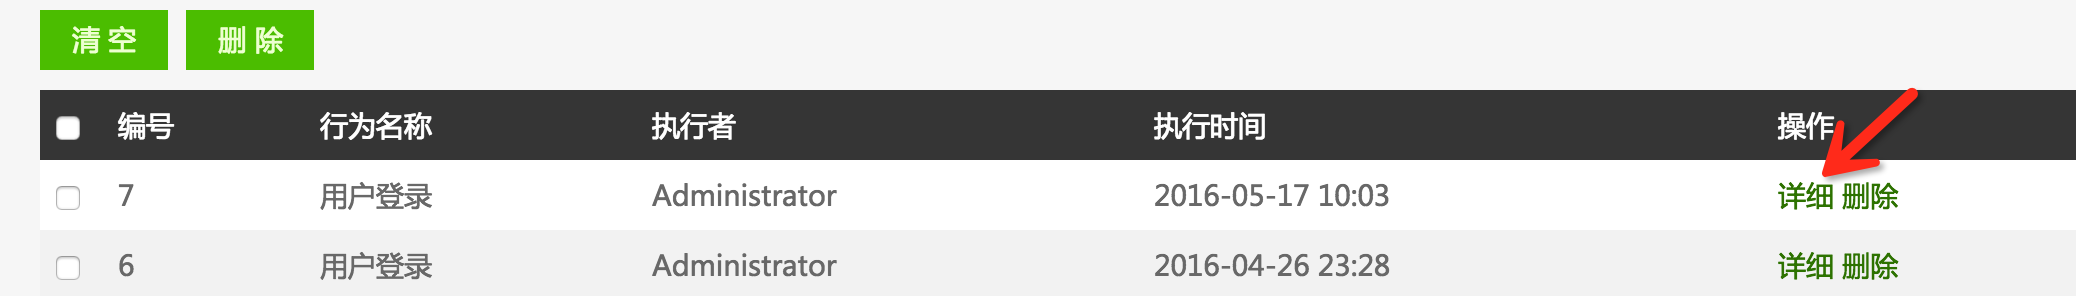 清 空 删 除
编号 行为名称 执行者 执行时间 操作
7 用户登录 Administrator 2016-05-17 10:03 详细 删除
6 用户登录 Administrator 2016-04-26 23:28 详细 删除